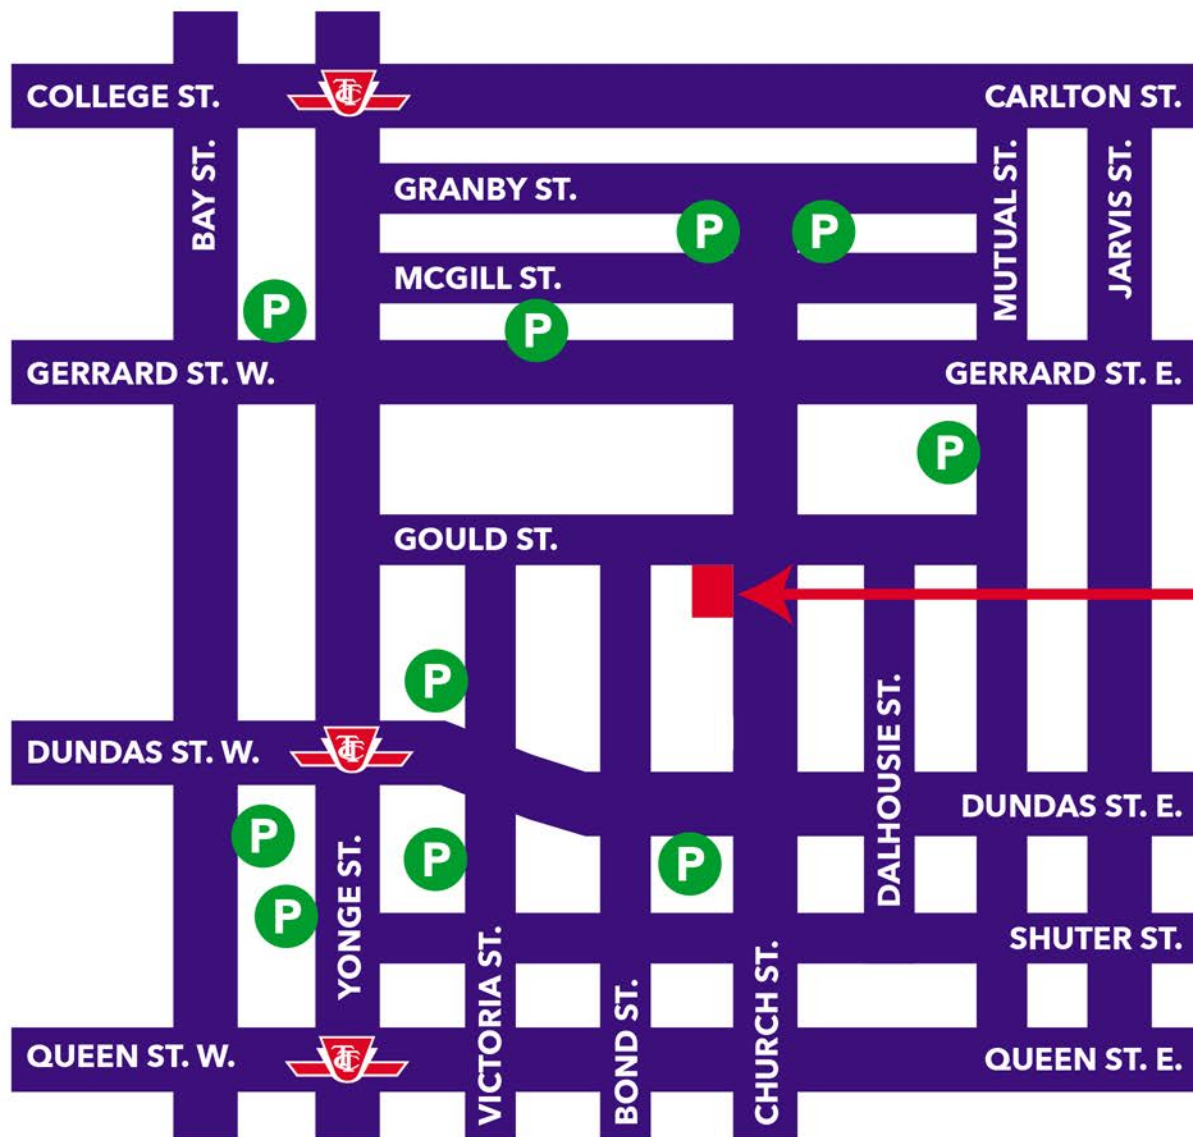 COLLEGE ST.
TTC
CARLTON ST.
BAY ST.
GRANBY ST.
MUTUAL ST.
JARVIS ST.
P
P
MCGILL ST.
P
P
GERRARD ST. W.
GERRARD ST. E.
P
GOULD ST.
P
DALHOUSIE ST.
DUNDAS ST. W.
TTC
DUNDAS ST. E.
P
P
P
P
YONGE ST.
SHUTER ST.
VICTORIA ST.
BOND ST.
CHURCH ST.
QUEEN ST. W.
TTC
QUEEN ST. E.